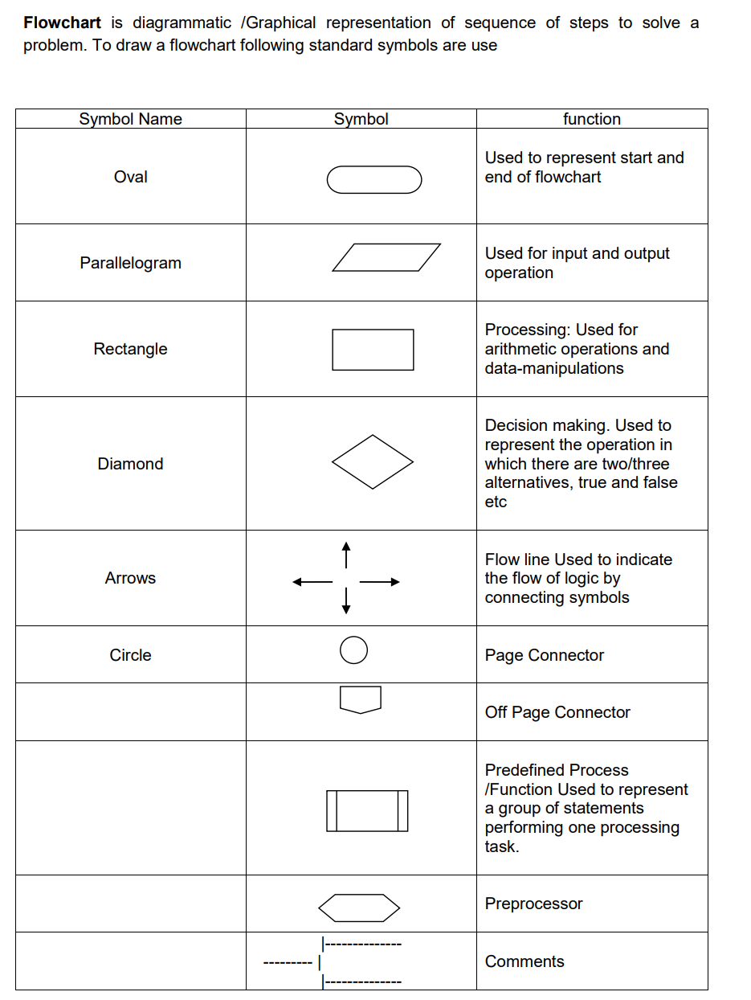 Flowchart is diagrammatic /Graphical representation of sequence of steps to solve a
problem. To draw a flowchart following standard symbols are use
Symbol Name
Symbol
function
Oval
Used to represent start and
end of flowchart
Parallelogram
Used for input and output
operation
Rectangle
Processing: Used for
arithmetic operations and
data-manipulations
Diamond
Decision making. Used to
represent the operation in
which there are two/three
alternatives, true and false
etc
Arrows
Flow line Used to indicate
the flow of logic by
connecting symbols
Circle
Page Connector
Off Page Connector
Predefined Process
/Function Used to represent
a group of statements
performing one processing
task.
Preprocessor
|--------------
--------- |
|--------------
Comments